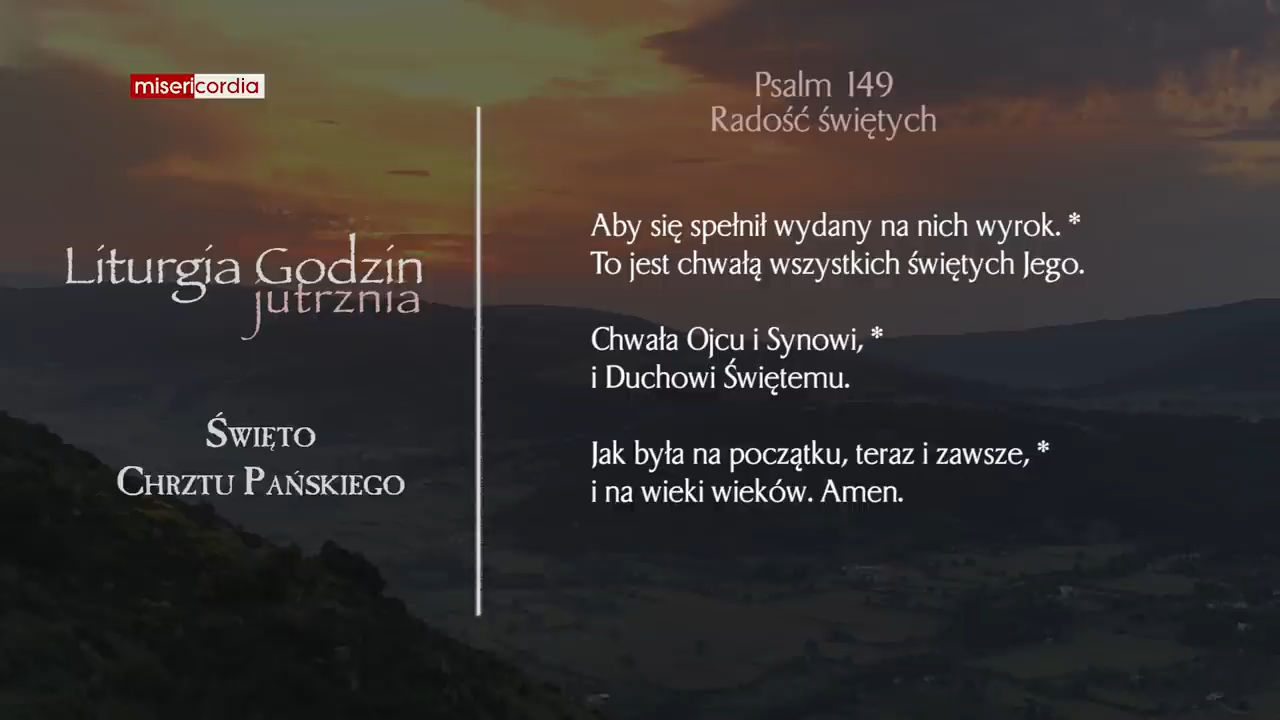 misericordia
Liturgia Godzin
jutrznia
Święto
Chrztu Pańskiego
Psalm 149
Radość świętych
Aby się spełnił wydany na nich wyrok. *
To jest chwałą wszystkich świętych Jego.
Chwała Ojcu i Synowi, *
i Duchowi Świętemu.
Jak była na początku, teraz i zawsze, *
i na wieki wieków. Amen.